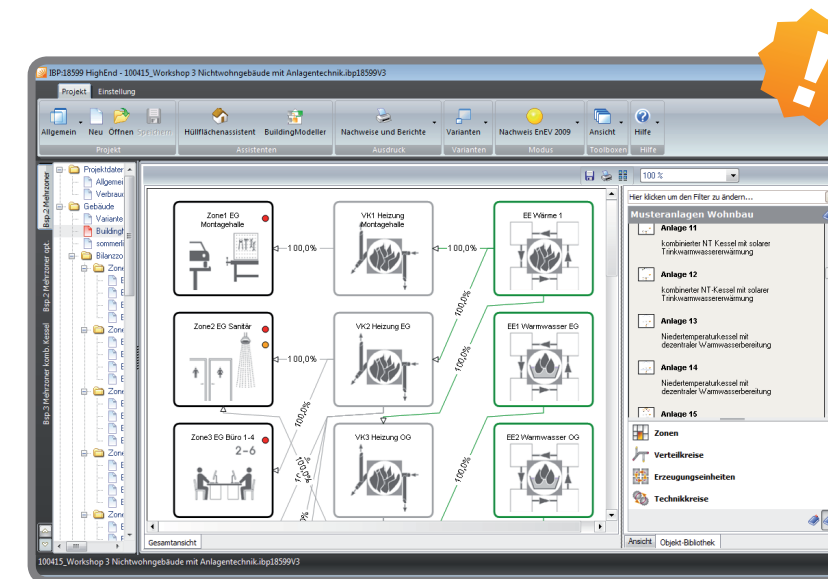 IBP:18599 HighEnd - 100415_Workshop 3 Nichtwohngebäude mit Anlagentechnik.ibp18599V3
Projekt Einstellung
Allgemein Neu Öffnen Speichern Hüllflächenassistent BuildingModeller Nachweise und Berichte Varianten Nachweis EnEV 2009 Ansicht Hilfe
Projekt Assistenten Ausdruck Varianten Modus Toolboxen Hilfe
Bsp.2 Mehrzoner
Bsp.2 Mehrzoner opt.
Bsp.3 Mehrzoner komb. Kessel
Projektdaten
Allgemei
Verbrauc
Gebäude
Variante
Building
sommerli
Bilanzzo
Zone
E
E
E
Zone
E
E
E
E
Zone
E
E
E
E
Zone
E
E
E
E
Zone
E
E
100 %
Zone1 EG
Montagehalle
100,0%
VK1 Heizung
Montagehalle
100,0%
EE Wärme 1
100,0%
Zone2 EG Sanitär
100,0%
VK2 Heizung EG
100,0%
EE1 Warmwasser EG
100,0%
Zone3 EG Büro 1-4
2-6
100,0%
VK3 Heizung OG
100,0%
EE2 Warmwasser OG
0%
Gesamtansicht
Hier klicken um den Filter zu ändern...
Musteranlagen Wohnbau
Anlage 11
kombinierter NT Kessel mit solarer
Trinkwarmwassererwärmung
Anlage 12
kombinierter NT-Kessel mit solarer
Trinkwarmwassererwärmung
Anlage 13
Niedertemperaturkessel mit
dezentraler Warmwasserbereitung
Anlage 14
Niedertemperaturkessel mit
dezentraler Warmwasserbereitung
Anlage 15
Zonen
Verteilkreise
Erzeugungseinheiten
Technikkreise
Ansicht Objekt-Bibliothek
100415_Workshop 3 Nichtwohngebäude mit Anlagentechnik.ibp18599V3
!